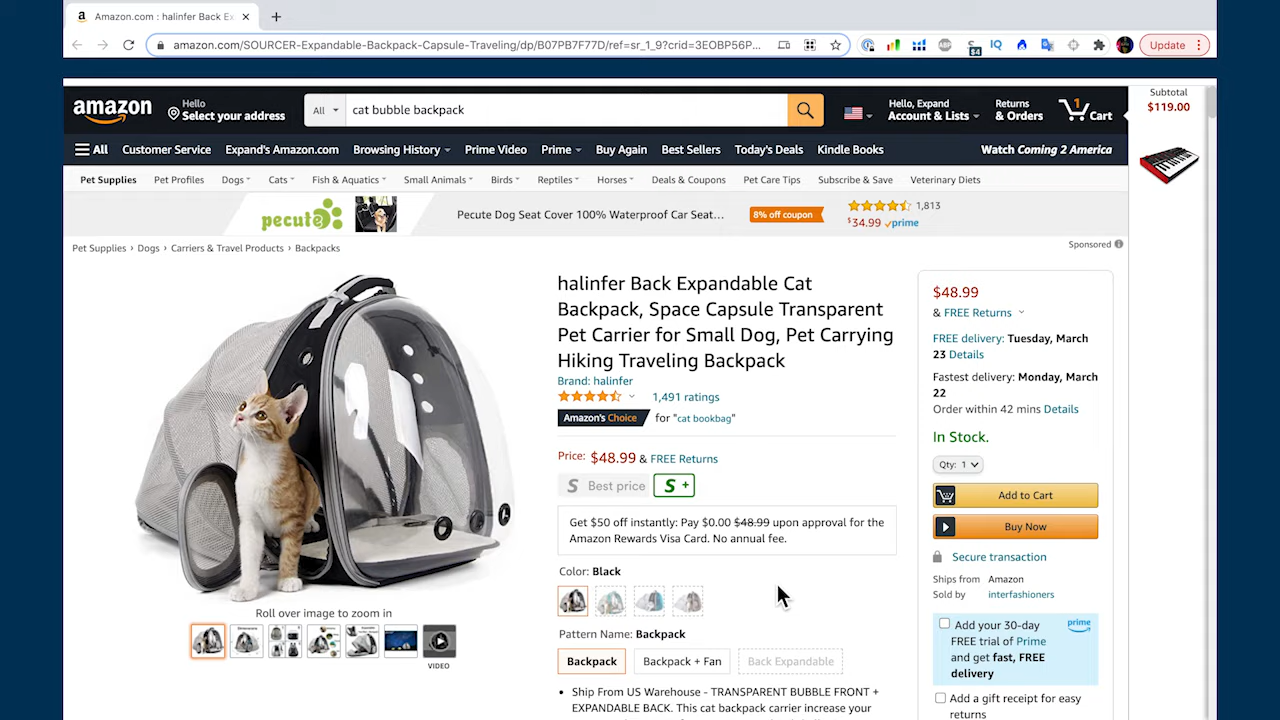 Amazon.com : halinfer Back Ex
amazon.com/SOURCER-Expandable-Backpack-Capsule-Traveling/dp/B07PB7F77D/ref=sr_1_9?crid=3EOBP56P...
ABP
$4
IQ
Update
amazon
Hello
Select your address
All
cat bubble backpack
Hello, Expand
Account & Lists
Returns
& Orders
1
Cart
Subtotal
$119.00
All
Customer Service
Expand's Amazon.com
Browsing History
Prime Video
Prime
Buy Again
Best Sellers
Today's Deals
Kindle Books
Watch Coming 2 America
Pet Supplies
Pet Profiles
Dogs
Cats
Fish & Aquatics
Small Animals
Birds
Reptiles
Horses
Deals & Coupons
Pet Care Tips
Subscribe & Save
Veterinary Diets
pecute
Pecute Dog Seat Cover 100% Waterproof Car Seat...
8% off coupon
1,813
$34.99 prime
Pet Supplies › Dogs › Carriers & Travel Products › Backpacks
Sponsored
halinfer Back Expandable Cat
Backpack, Space Capsule Transparent
Pet Carrier for Small Dog, Pet Carrying
Hiking Traveling Backpack
Brand: halinfer
1,491 ratings
Amazon's Choice for "cat bookbag"
Price: $48.99 & FREE Returns
S Best price
S +
Get $50 off instantly: Pay $0.00 $48.99 upon approval for the
Amazon Rewards Visa Card. No annual fee.
Color: Black
Pattern Name: Backpack
Backpack
Backpack + Fan
Back Expandable
• Ship From US Warehouse - TRANSPARENT BUBBLE FRONT +
EXPANDABLE BACK. This cat backpack carrier increase your
Roll over image to zoom in
VIDEO
$48.99
& FREE Returns
FREE delivery: Tuesday, March
23 Details
Fastest delivery: Monday, March
22
Order within 42 mins Details
In Stock.
Qty: 1
Add to Cart
Buy Now
Secure transaction
Ships from Amazon
Sold by interfashioners
Add your 30-day
FREE trial of Prime
and get fast, FREE
delivery
prime
Add a gift receipt for easy
returns